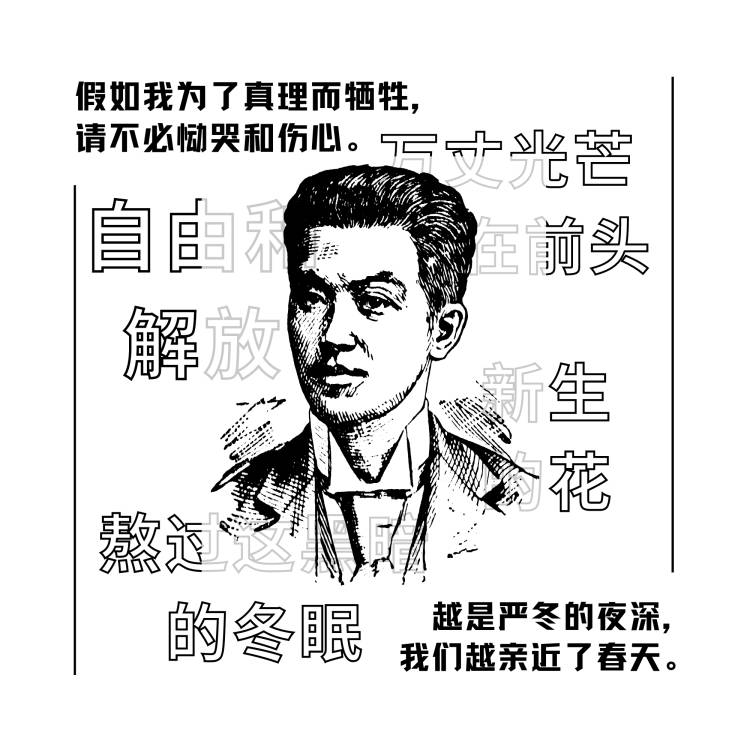 假如我为了真理而牺牲，
请不必恸哭和伤心。
万丈光芒
在前头
自由和
解放
新生
的花
熬过这黑暗
的冬眠
越是严冬的夜深，
我们越亲近了春天。